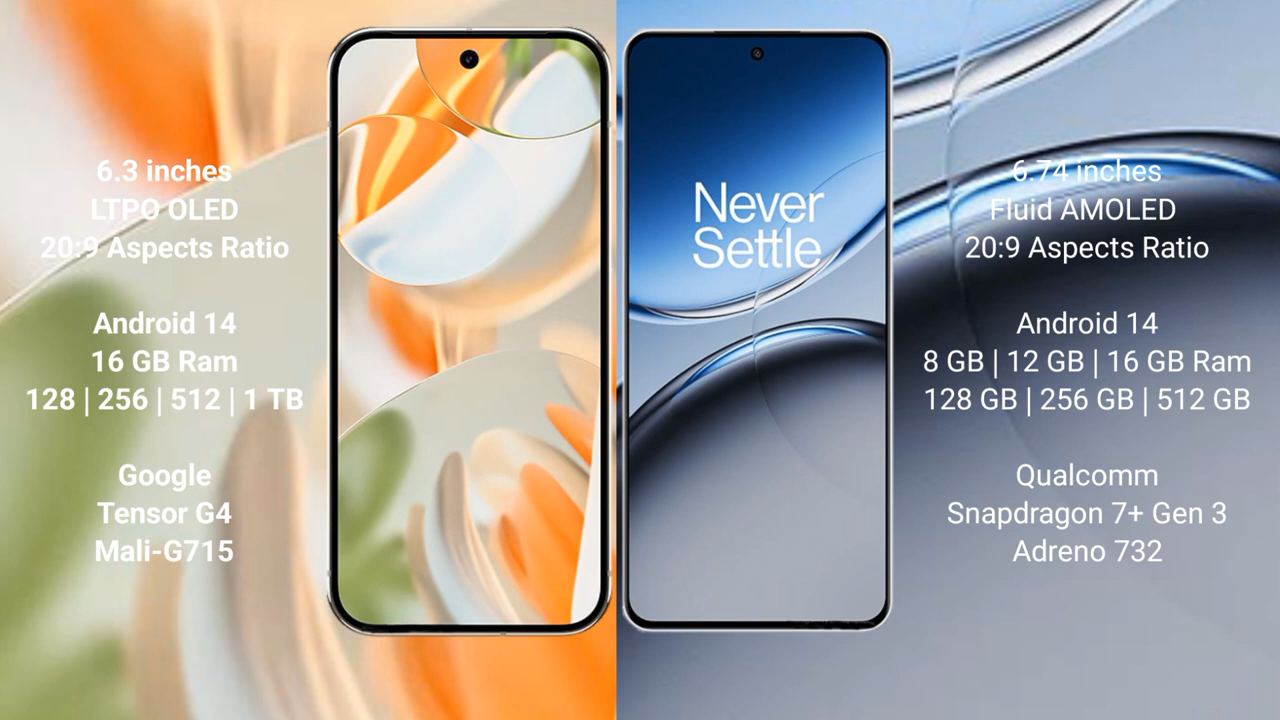 6.3 inches
LTPO OLED
20:9 Aspects Ratio
Android 14
16 GB Ram
128 | 256 | 512 | 1 TB
Google
Tensor G4
Mali-G715
Never
Settle
6.74 inches
Fluid AMOLED
20:9 Aspects Ratio
Android 14
8 GB | 12 GB | 16 GB Ram
128 GB | 256 GB | 512 GB
Qualcomm
Snapdragon 7+ Gen 3
Adreno 732